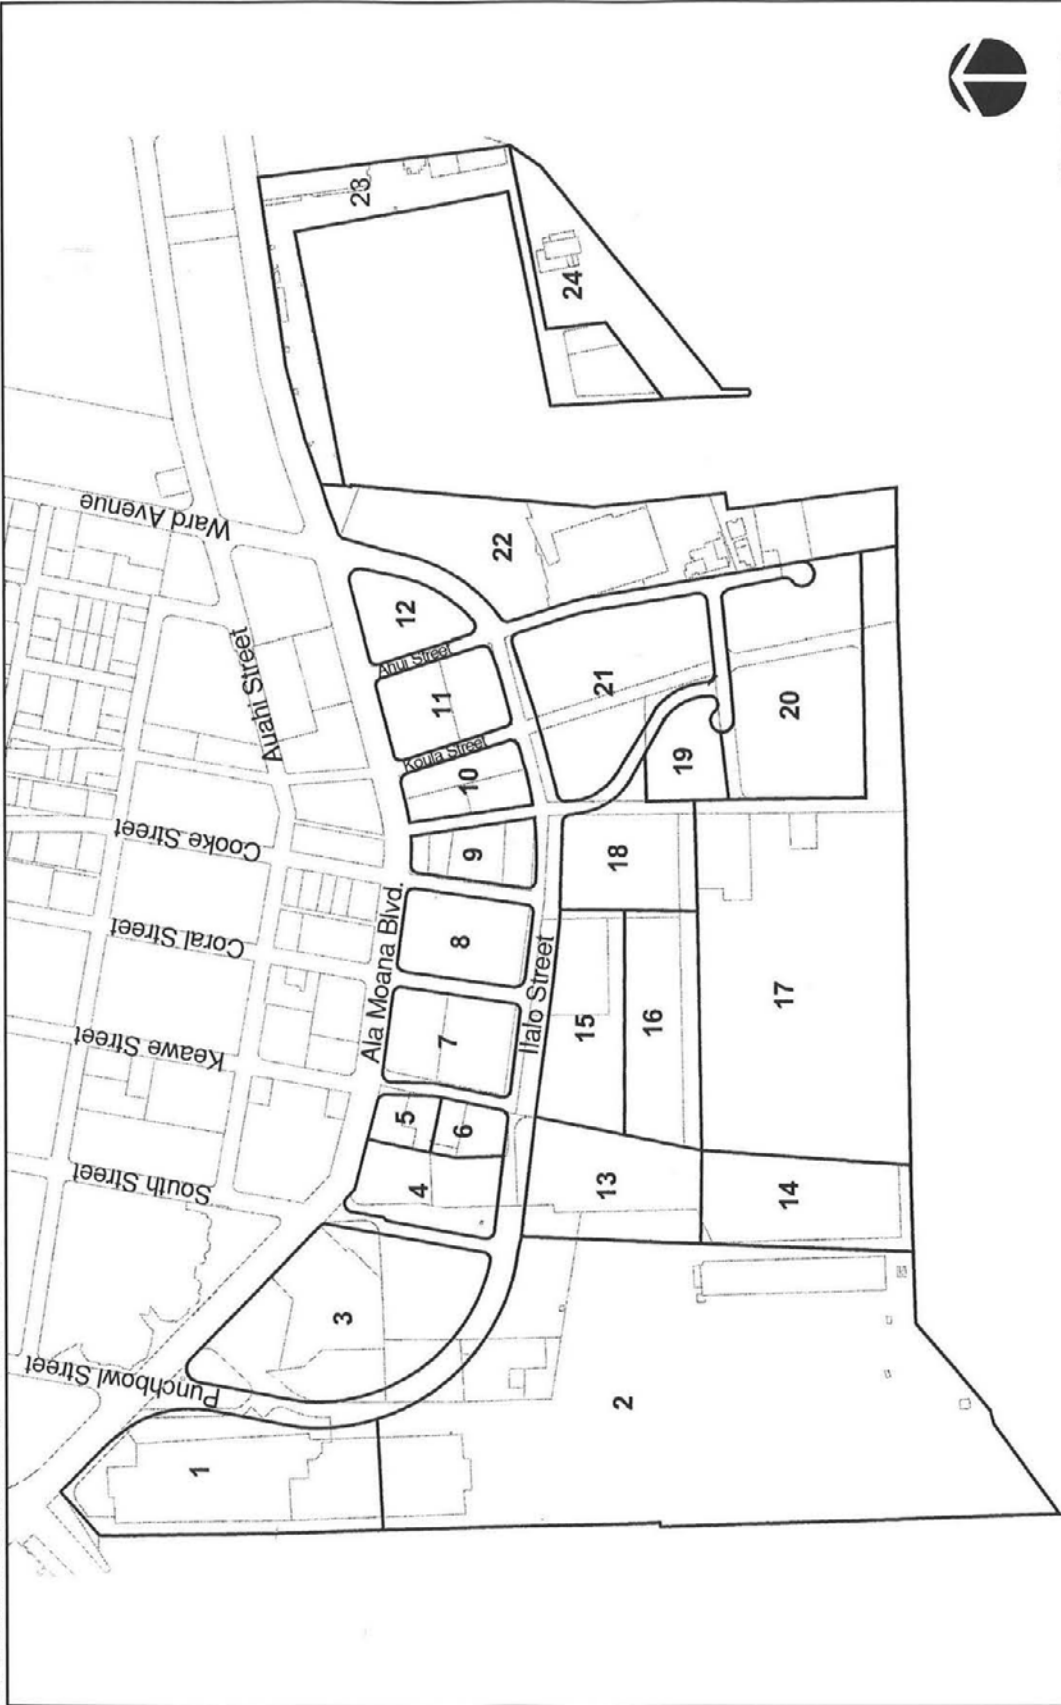 Punchbowl Street
South Street
Keawe Street
Coral Street
Cooke Street
Auahi Street
Ward Avenue
Ala Moana Blvd.
Ilalo Street
Koula Street
Ahui Street
1
2
3
4
5
6
7
8
9
10
11
12
13
14
15
16
17
18
19
20
21
22
23
24